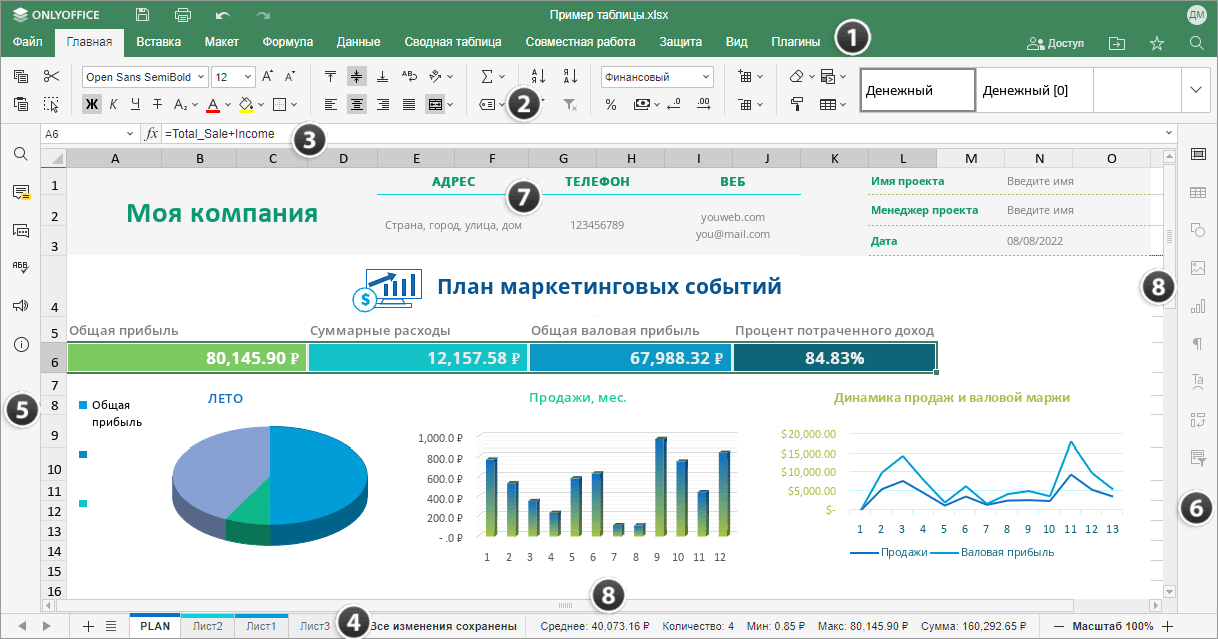 ONLYOFFICE
Пример таблицы.xlsx
ДМ
Файл Главная Вставка Макет Формула Данные Сводная таблица Совместная работа Защита Вид Плагины 1 Доступ
Open Sans SemiBold 12 Финансовый
Ж К Ч Т
Денежный Денежный [0]
2
A6 fx =Total_Sale+Income 3
A B C D E F G H I J K L M N O
1 АДРЕС ТЕЛЕФОН ВЕБ Имя проекта Введите имя
7
2 Моя компания Страна, город, улица, дом 123456789 youweb.com Менеджер проекта Введите имя
you@mail.com
3 Дата 08/08/2022
8
4 План маркетинговых событий
5 Общая прибыль Суммарные расходы Общая валовая прибыль Процент потраченного доход
6 80,145.90 ₽ 12,157.58 ₽ 67,988.32 ₽ 84.83%
7
8
9
10
11
12
13
14
15
16
5
6
Общая
прибыль
ЛЕТО
Продажи, мес.
1,000.0 ₽
800.0 ₽
600.0 ₽
400.0 ₽
200.0 ₽
- .0 ₽
1 2 3 4 5 6 7 8 9 10 11 12
Динамика продаж и валовой маржи
$20,000.00
$15,000.00
$10,000.00
$5,000.00
$-
1 2 3 4 5 6 7 8 9 10 11 12 13
Продажи Валовая прибыль
8
PLAN Лист2 Лист1 Лист3 4 Все изменения сохранены Среднее: 40,073.16 ₽ Количество: 4 Мин: 0.85 ₽ Макс: 80,145.90 ₽ Сумма: 160,292.65 ₽ Масштаб 100%